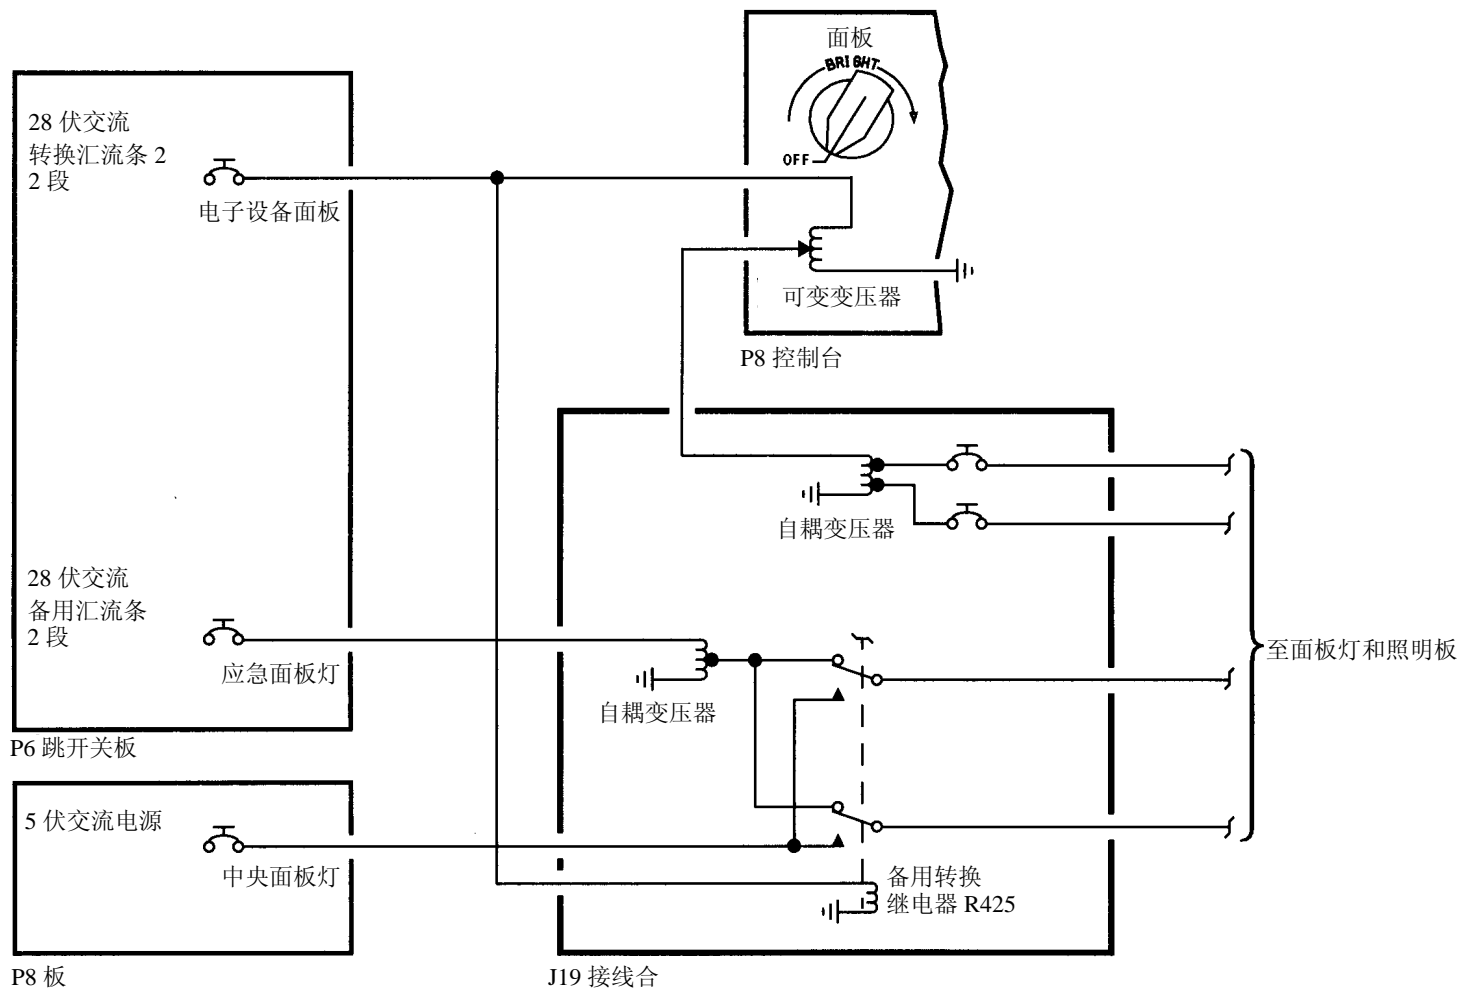 面板
BRIGHT
OFF
28 伏交流
转换汇流条 2
2 段
电子设备面板
可变变压器
P8 控制台
自耦变压器
28 伏交流
备用汇流条
2 段
应急面板灯
自耦变压器
至面板灯和照明板
P6 跳开关板
5 伏交流电源
中央面板灯
备用转换
继电器 R425
P8 板
J19 接线合